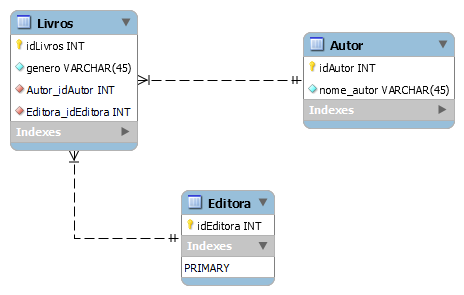 Livros
idLivros INT
genero VARCHAR(45)
Autor_idAutor INT
Editora_idEditora INT
Indexes
Autor
idAutor INT
nome_autor VARCHAR(45)
Indexes
Editora
idEditora INT
Indexes
PRIMARY